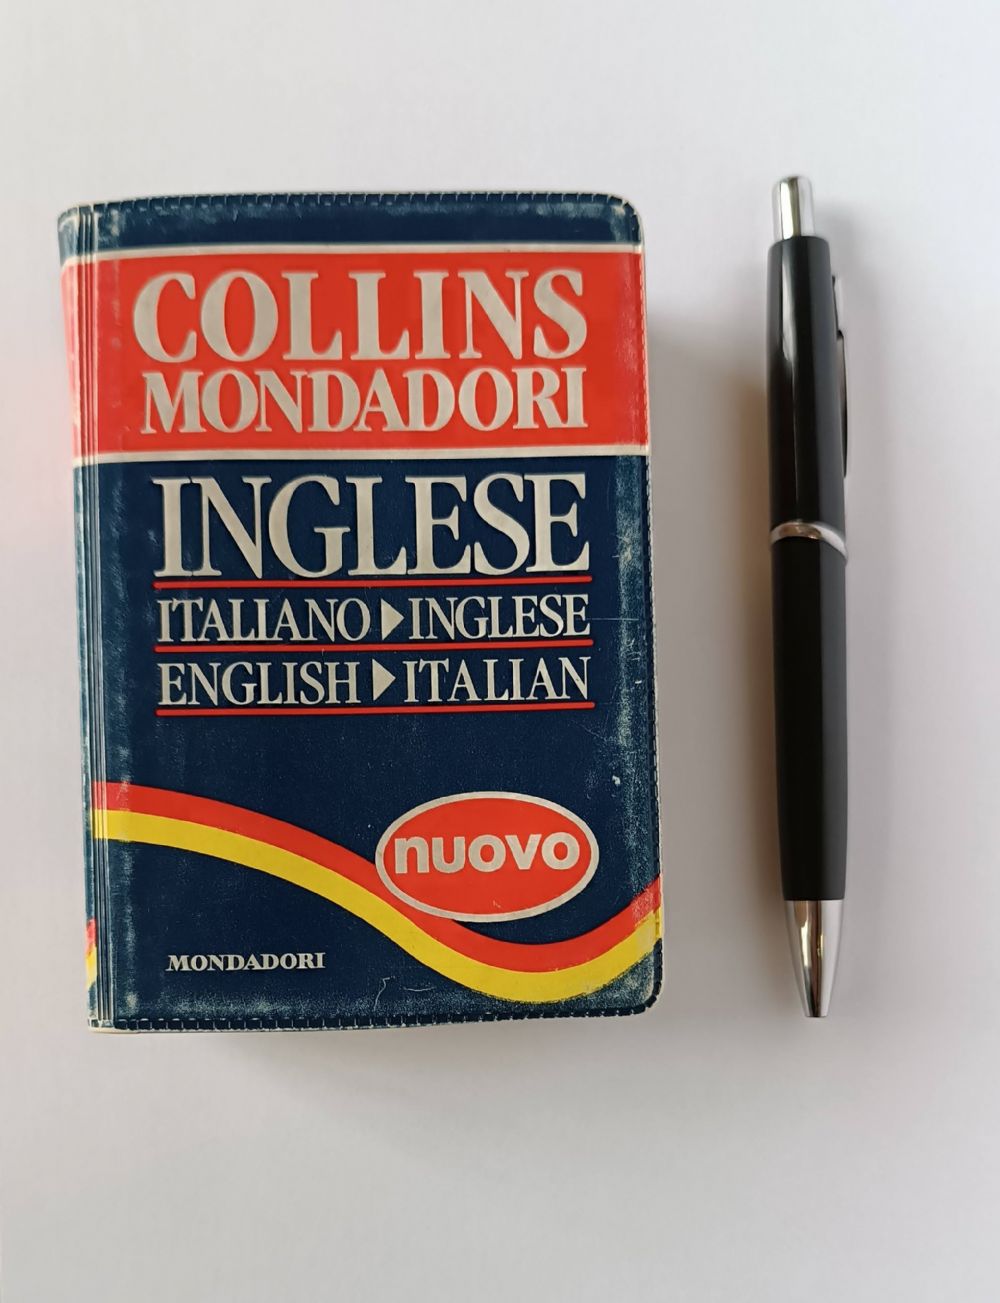 COLLINS
MONDADORI
INGLESE
ITALIANO ▶ INGLESE
ENGLISH ▶ ITALIAN
nuovo
MONDADORI